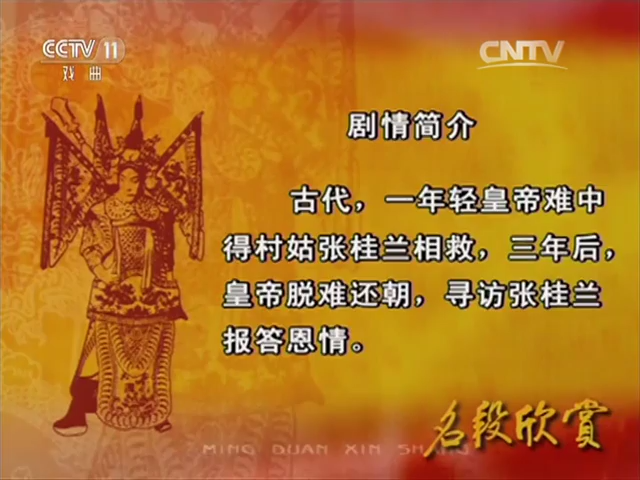 CCTV 11
戏曲
CNTV
剧情简介
古代，一年轻皇帝难中
得村姑张桂兰相救，三年后，
皇帝脱难还朝，寻访张桂兰
报答恩情。
名段欣赏
MING DUAN XIN SHANG